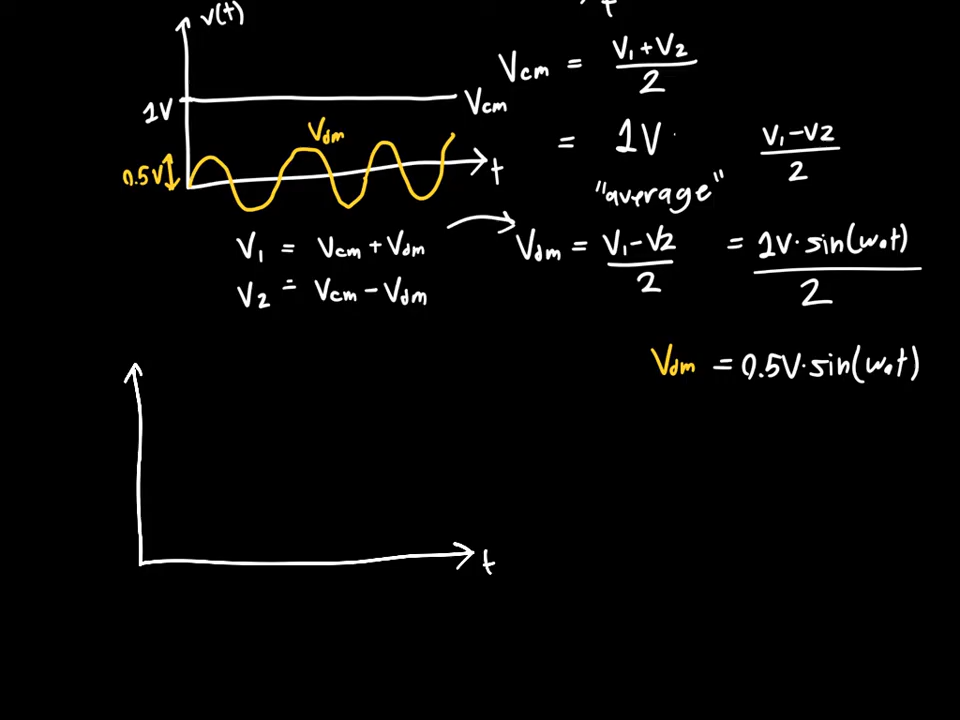 v(t)
t
Vcm = V₁+V₂ / 2
1V
Vcm
Vdm
= 1V.
V₁-V₂ / 2
0.5V
t
"average"
V₁ = Vcm + Vdm
Vdm = V₁-V₂ / 2 = 1V·sin(w₀t) / 2
V₂ = Vcm - Vdm
Vdm = 0.5V·sin(w₀t)
t